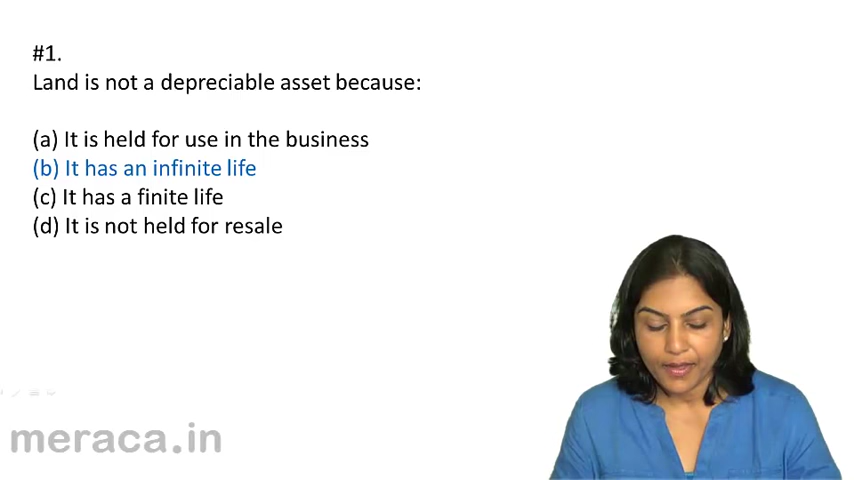 #1.
Land is not a depreciable asset because:
(a) It is held for use in the business
(b) It has an infinite life
(c) It has a finite life
(d) It is not held for resale
meraca.in